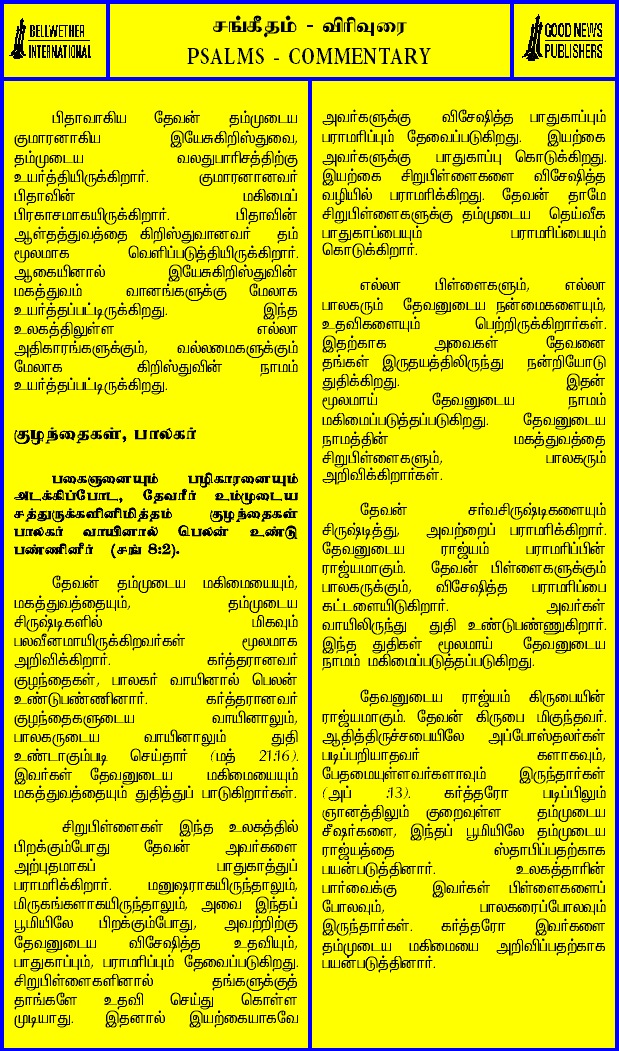 BELLWETHER
INTERNATIONAL
சங்கீதம் - விரிவுரை
PSALMS - COMMENTARY
GOOD NEWS
PUBLISHERS
பிதாவாகிய தேவன் தம்முடைய
குமாரனாகிய இயேசுகிறிஸ்துவை,
தம்முடைய வலதுபாரிசத்திற்கு
உயர்த்தியிருக்கிறார். குமாரனானவர்
பிதாவின் மகிமைப்
பிரகாசமாகயிருக்கிறார். பிதாவின்
ஆள்தத்துவத்தை கிறிஸ்துவானவர் தம்
மூலமாக வெளிப்படுத்தியிருக்கிறார்.
ஆகையினால் இயேசுகிறிஸ்துவின்
மகத்துவம் வானங்களுக்கு மேலாக
உயர்த்தப்பட்டிருக்கிறது. இந்த
உலகத்திலுள்ள எல்லா
அதிகாரங்களுக்கும், வல்லமைகளுக்கும்
மேலாக கிறிஸ்துவின் நாமம்
உயர்த்தப்பட்டிருக்கிறது.
குழந்தைகள், பாலகர்
பகைஞனையும் பழிகாரனையும்
அடக்கிப்போட, தேவரீர் உம்முடைய
சத்துருக்களினிமித்தம் குழந்தைகள்
பாலகர் வாயினால் பெலன் உண்டு
பண்ணினீர் (சங் 8:2).
தேவன் தம்முடைய மகிமையையும்,
மகத்துவத்தையும், தம்முடைய
சிருஷ்டிகளில் மிகவும்
பலவீனமாயிருக்கிறவர்கள் மூலமாக
அறிவிக்கிறார். கர்த்தரானவர்
குழந்தைகள், பாலகர் வாயினால் பெலன்
உண்டுபண்ணினார். கர்த்தரானவர்
குழந்தைகளுடைய வாயினாலும்,
பாலகருடைய வாயினாலும் துதி
உண்டாகும்படி செய்தார் (மத் 21:16).
இவர்கள் தேவனுடைய மகிமையையும்
மகத்துவத்தையும் துதித்துப் பாடுகிறார்கள்.
சிறுபிள்ளைகள் இந்த உலகத்தில்
பிறக்கும்போது தேவன் அவர்களை
அற்புதமாகப் பாதுகாத்துப்
பராமரிக்கிறார். மனுஷராகயிருந்தாலும்,
மிருகங்களாகயிருந்தாலும், அவை இந்தப்
பூமியிலே பிறக்கும்போது, அவற்றிற்கு
தேவனுடைய விசேஷித்த உதவியும்,
பாதுகாப்பும், பராமரிப்பும் தேவைப்படுகிறது.
சிறுபிள்ளைகளினால் தங்களுக்குத்
தாங்களே உதவி செய்து கொள்ள
முடியாது. இதனால் இயற்கையாகவே
அவர்களுக்கு விசேஷித்த பாதுகாப்பும்
பராமரிப்பும் தேவைப்படுகிறது. இயற்கை
அவர்களுக்கு பாதுகாப்பு கொடுக்கிறது.
இயற்கை சிறுபிள்ளைகளை விசேஷித்த
வழியில் பராமரிக்கிறது. தேவன் தாமே
சிறுபிள்ளைகளுக்கு தம்முடைய தெய்வீக
பாதுகாப்பையும் பராமரிப்பையும்
கொடுக்கிறார்.
எல்லா பிள்ளைகளும், எல்லா
பாலகரும் தேவனுடைய நன்மைகளையும்,
உதவிகளையும் பெற்றிருக்கிறார்கள்.
இதற்காக அவைகள் தேவனை
தங்கள் இருதயத்திலிருந்து நன்றியோடு
துதிக்கிறது. இதன்
மூலமாய் தேவனுடைய நாமம்
மகிமைப்படுத்தப்படுகிறது. தேவனுடைய
நாமத்தின் மகத்துவத்தை
சிறுபிள்ளைகளும், பாலகரும்
அறிவிக்கிறார்கள்.
தேவன் சர்வசிருஷ்டிகளையும்
சிருஷ்டித்து, அவற்றைப் பராமரிக்கிறார்.
தேவனுடைய ராஜ்யம் பராமரிப்பின்
ராஜ்யமாகும். தேவன் பிள்ளைகளுக்கும்
பாலகருக்கும், விசேஷித்த பராமரிப்பை
கட்டளையிடுகிறார். அவர்கள்
வாயிலிருந்து துதி உண்டுபண்ணுகிறார்.
இந்த துதிகள் மூலமாய் தேவனுடைய
நாமம் மகிமைப்படுத்தப்படுகிறது.
தேவனுடைய ராஜ்யம் கிருபையின்
ராஜ்யமாகும். தேவன் கிருபை மிகுந்தவர்.
ஆதித்திருச்சபையிலே அப்போஸ்தலர்கள்
படிப்பறியாதவர் களாகவும்,
பேதமையுள்ளவர்களாவும் இருந்தார்கள்
(அப் :13). கர்த்தரோ படிப்பிலும்
ஞானத்திலும் குறைவுள்ள தம்முடைய
சீஷர்களை, இந்தப் பூமியிலே தம்முடைய
ராஜ்யத்தை ஸ்தாபிப்பதற்காக
பயன்படுத்தினார். உலகத்தாரின்
பார்வைக்கு இவர்கள் பிள்ளைகளைப்
போலவும், பாலகரைப்போலவும்
இருந்தார்கள். கர்த்தரோ இவர்களை
தம்முடைய மகிமையை அறிவிப்பதற்காக
பயன்படுத்தினார்.